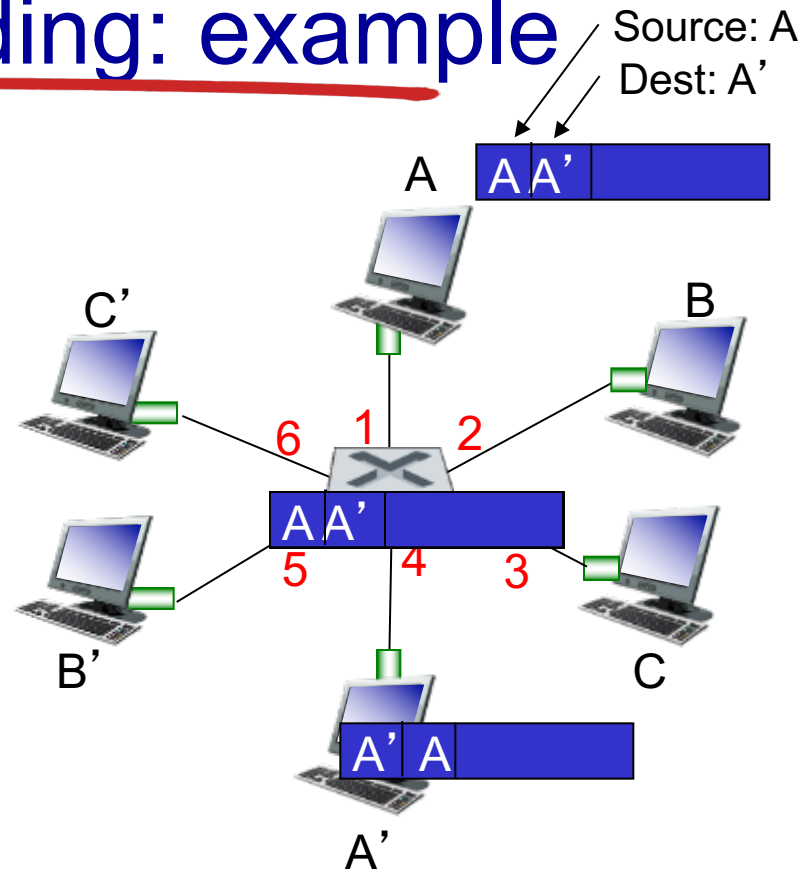 ding: example
Source: A
Dest: A’
A
A A’
C’
B
6
1
2
A A’
5
4
3
B’
C
A’ A
A’